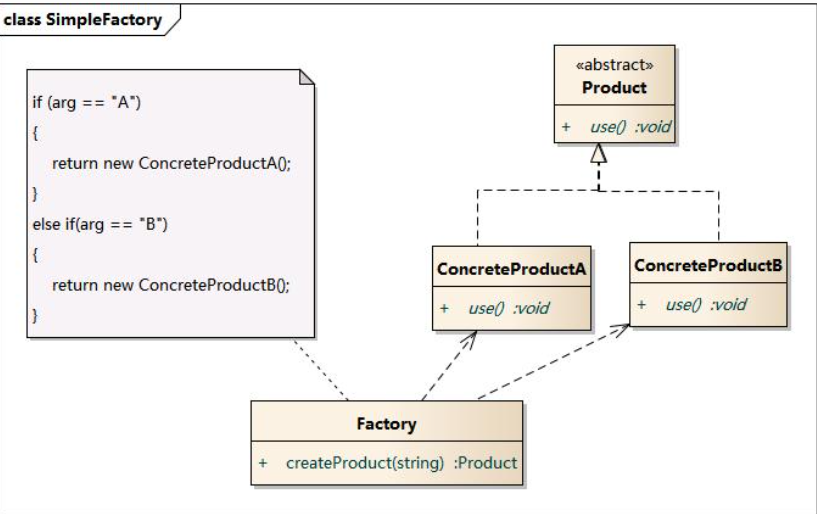 class SimpleFactory
if (arg == "A")
{
return new ConcreteProductA();
}
else if(arg == "B")
{
return new ConcreteProductB();
}
«abstract»
Product
+ use() :void
ConcreteProductA
+ use() :void
ConcreteProductB
+ use() :void
Factory
+ createProduct(string) :Product